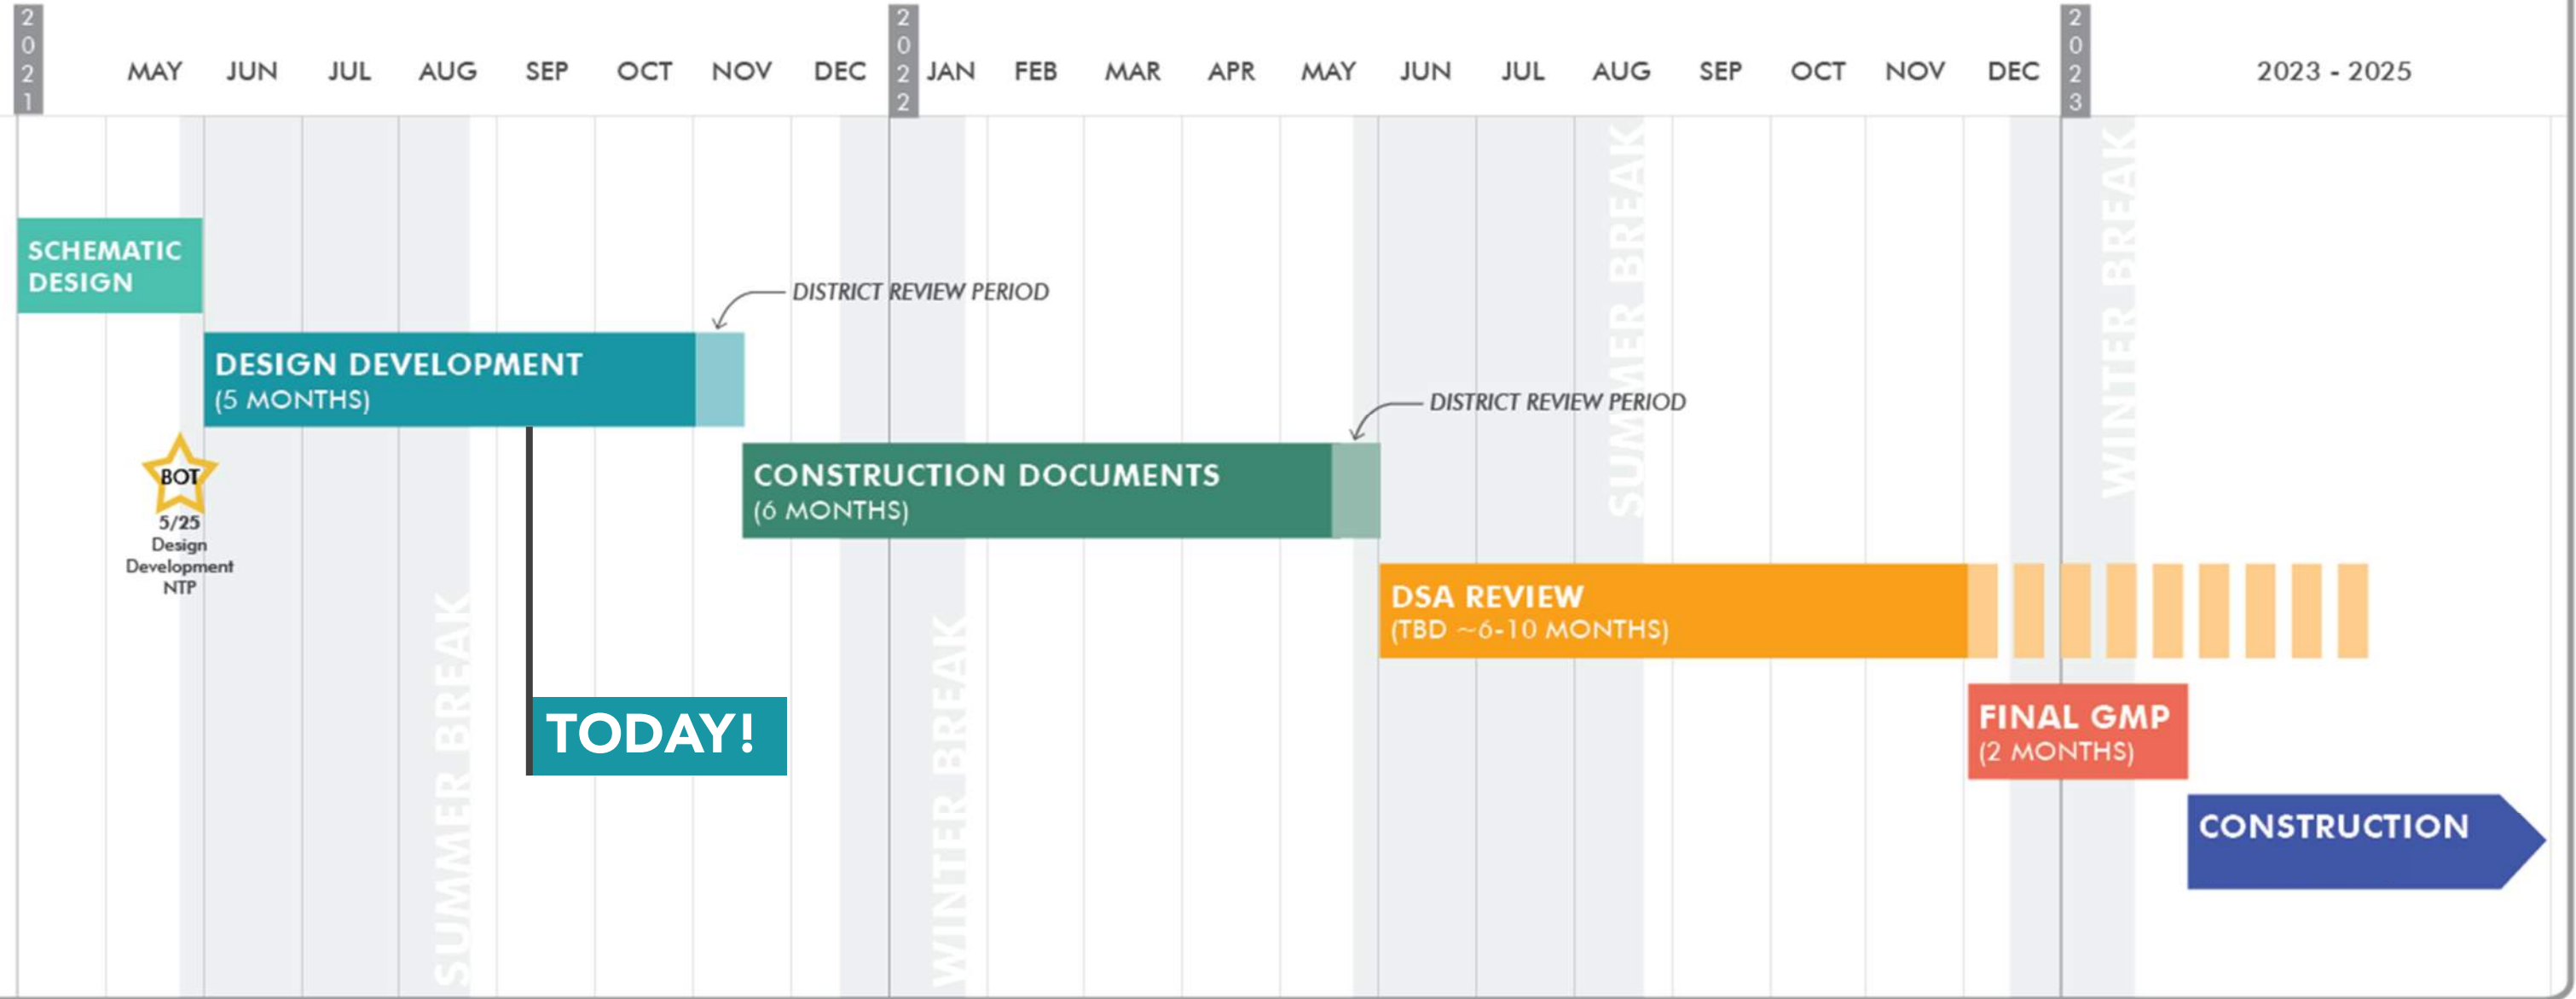 2021
MAY JUN JUL AUG SEP OCT NOV DEC
2022
JAN FEB MAR APR MAY JUN JUL AUG SEP OCT NOV DEC
2023
2023 - 2025
SCHEMATIC
DESIGN
DISTRICT REVIEW PERIOD
DESIGN DEVELOPMENT
(5 MONTHS)
DISTRICT REVIEW PERIOD
CONSTRUCTION DOCUMENTS
(6 MONTHS)
BOT
5/25
Design
Development
NTP
SUMMER BREAK
WINTER BREAK
DSA REVIEW
(TBD ~6-10 MONTHS)
TODAY!
SUMMER BREAK
WINTER BREAK
FINAL GMP
(2 MONTHS)
CONSTRUCTION